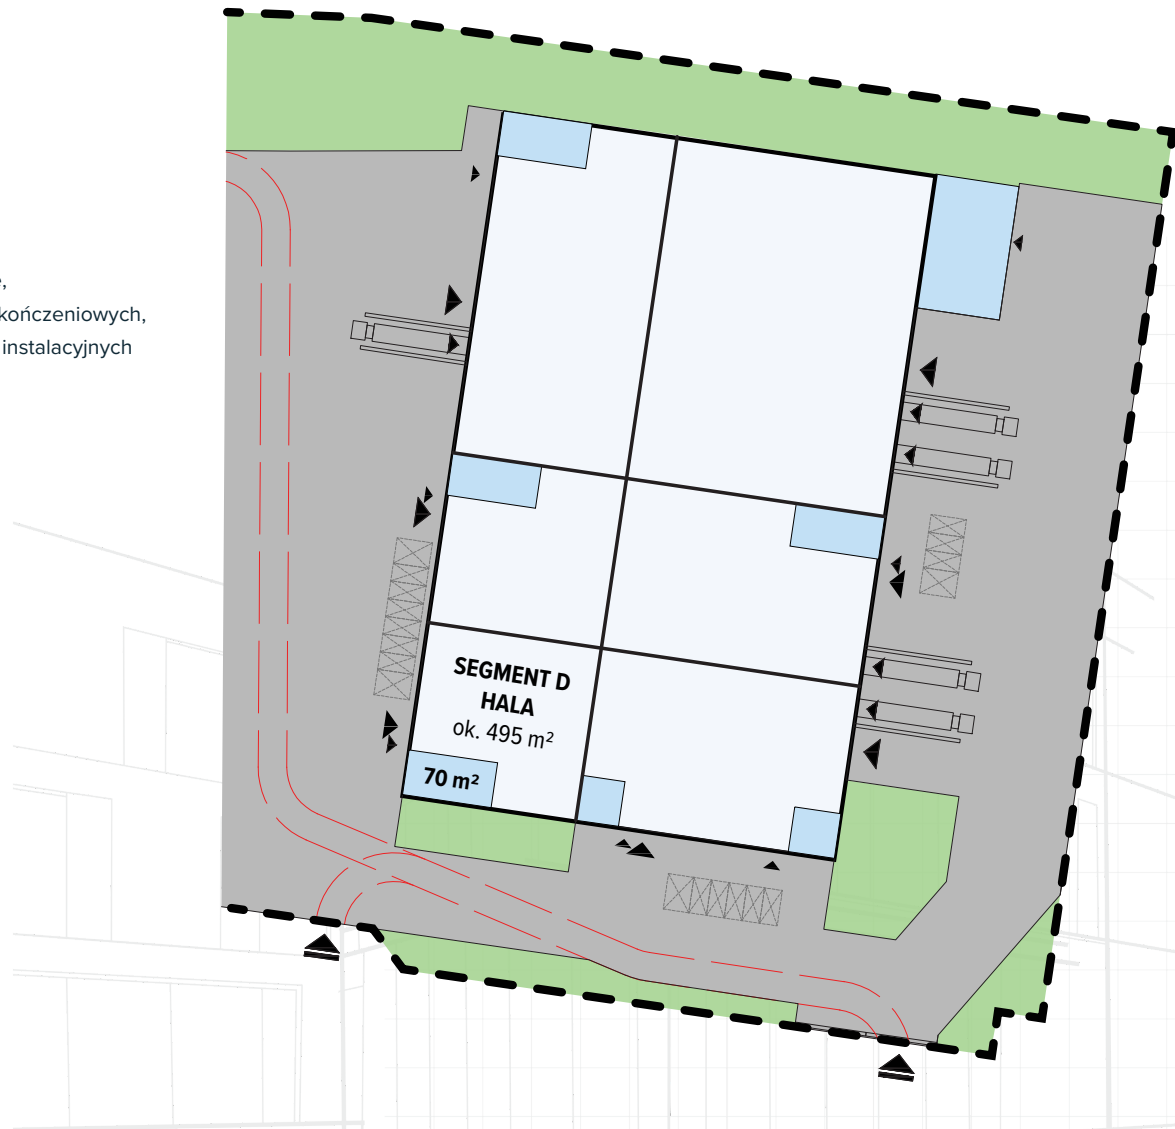 ,
kończeniowych,
instalacyjnych
SEGMENT D
HALA
ok. 495 m²
70 m²